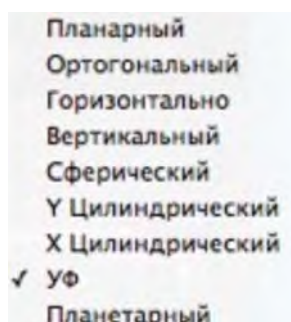 Планарный
Ортогональный
Горизонтально
Вертикальный
Сферический
Y Цилиндрический
X Цилиндрический
✓ УФ
Планетарный